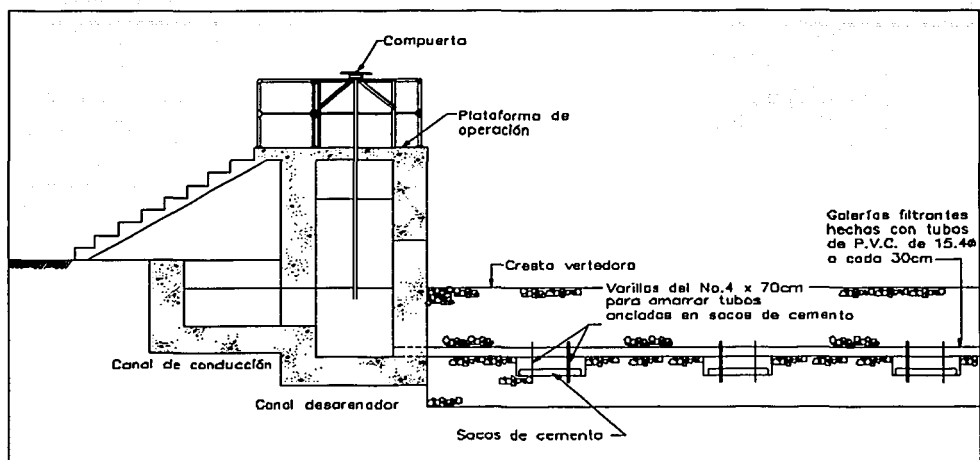 Compuerta
Plataforma de
operación
Galerías filtrantes
hechas con tubos
de P.V.C. de 15.4ø
a cada 30cm
Cresta vertedora
Varillas del No.4 x 70cm
para amarrar tubos
anclados en sacos de cemento
Canal de conducción
Canal desarenador
Sacos de cemento